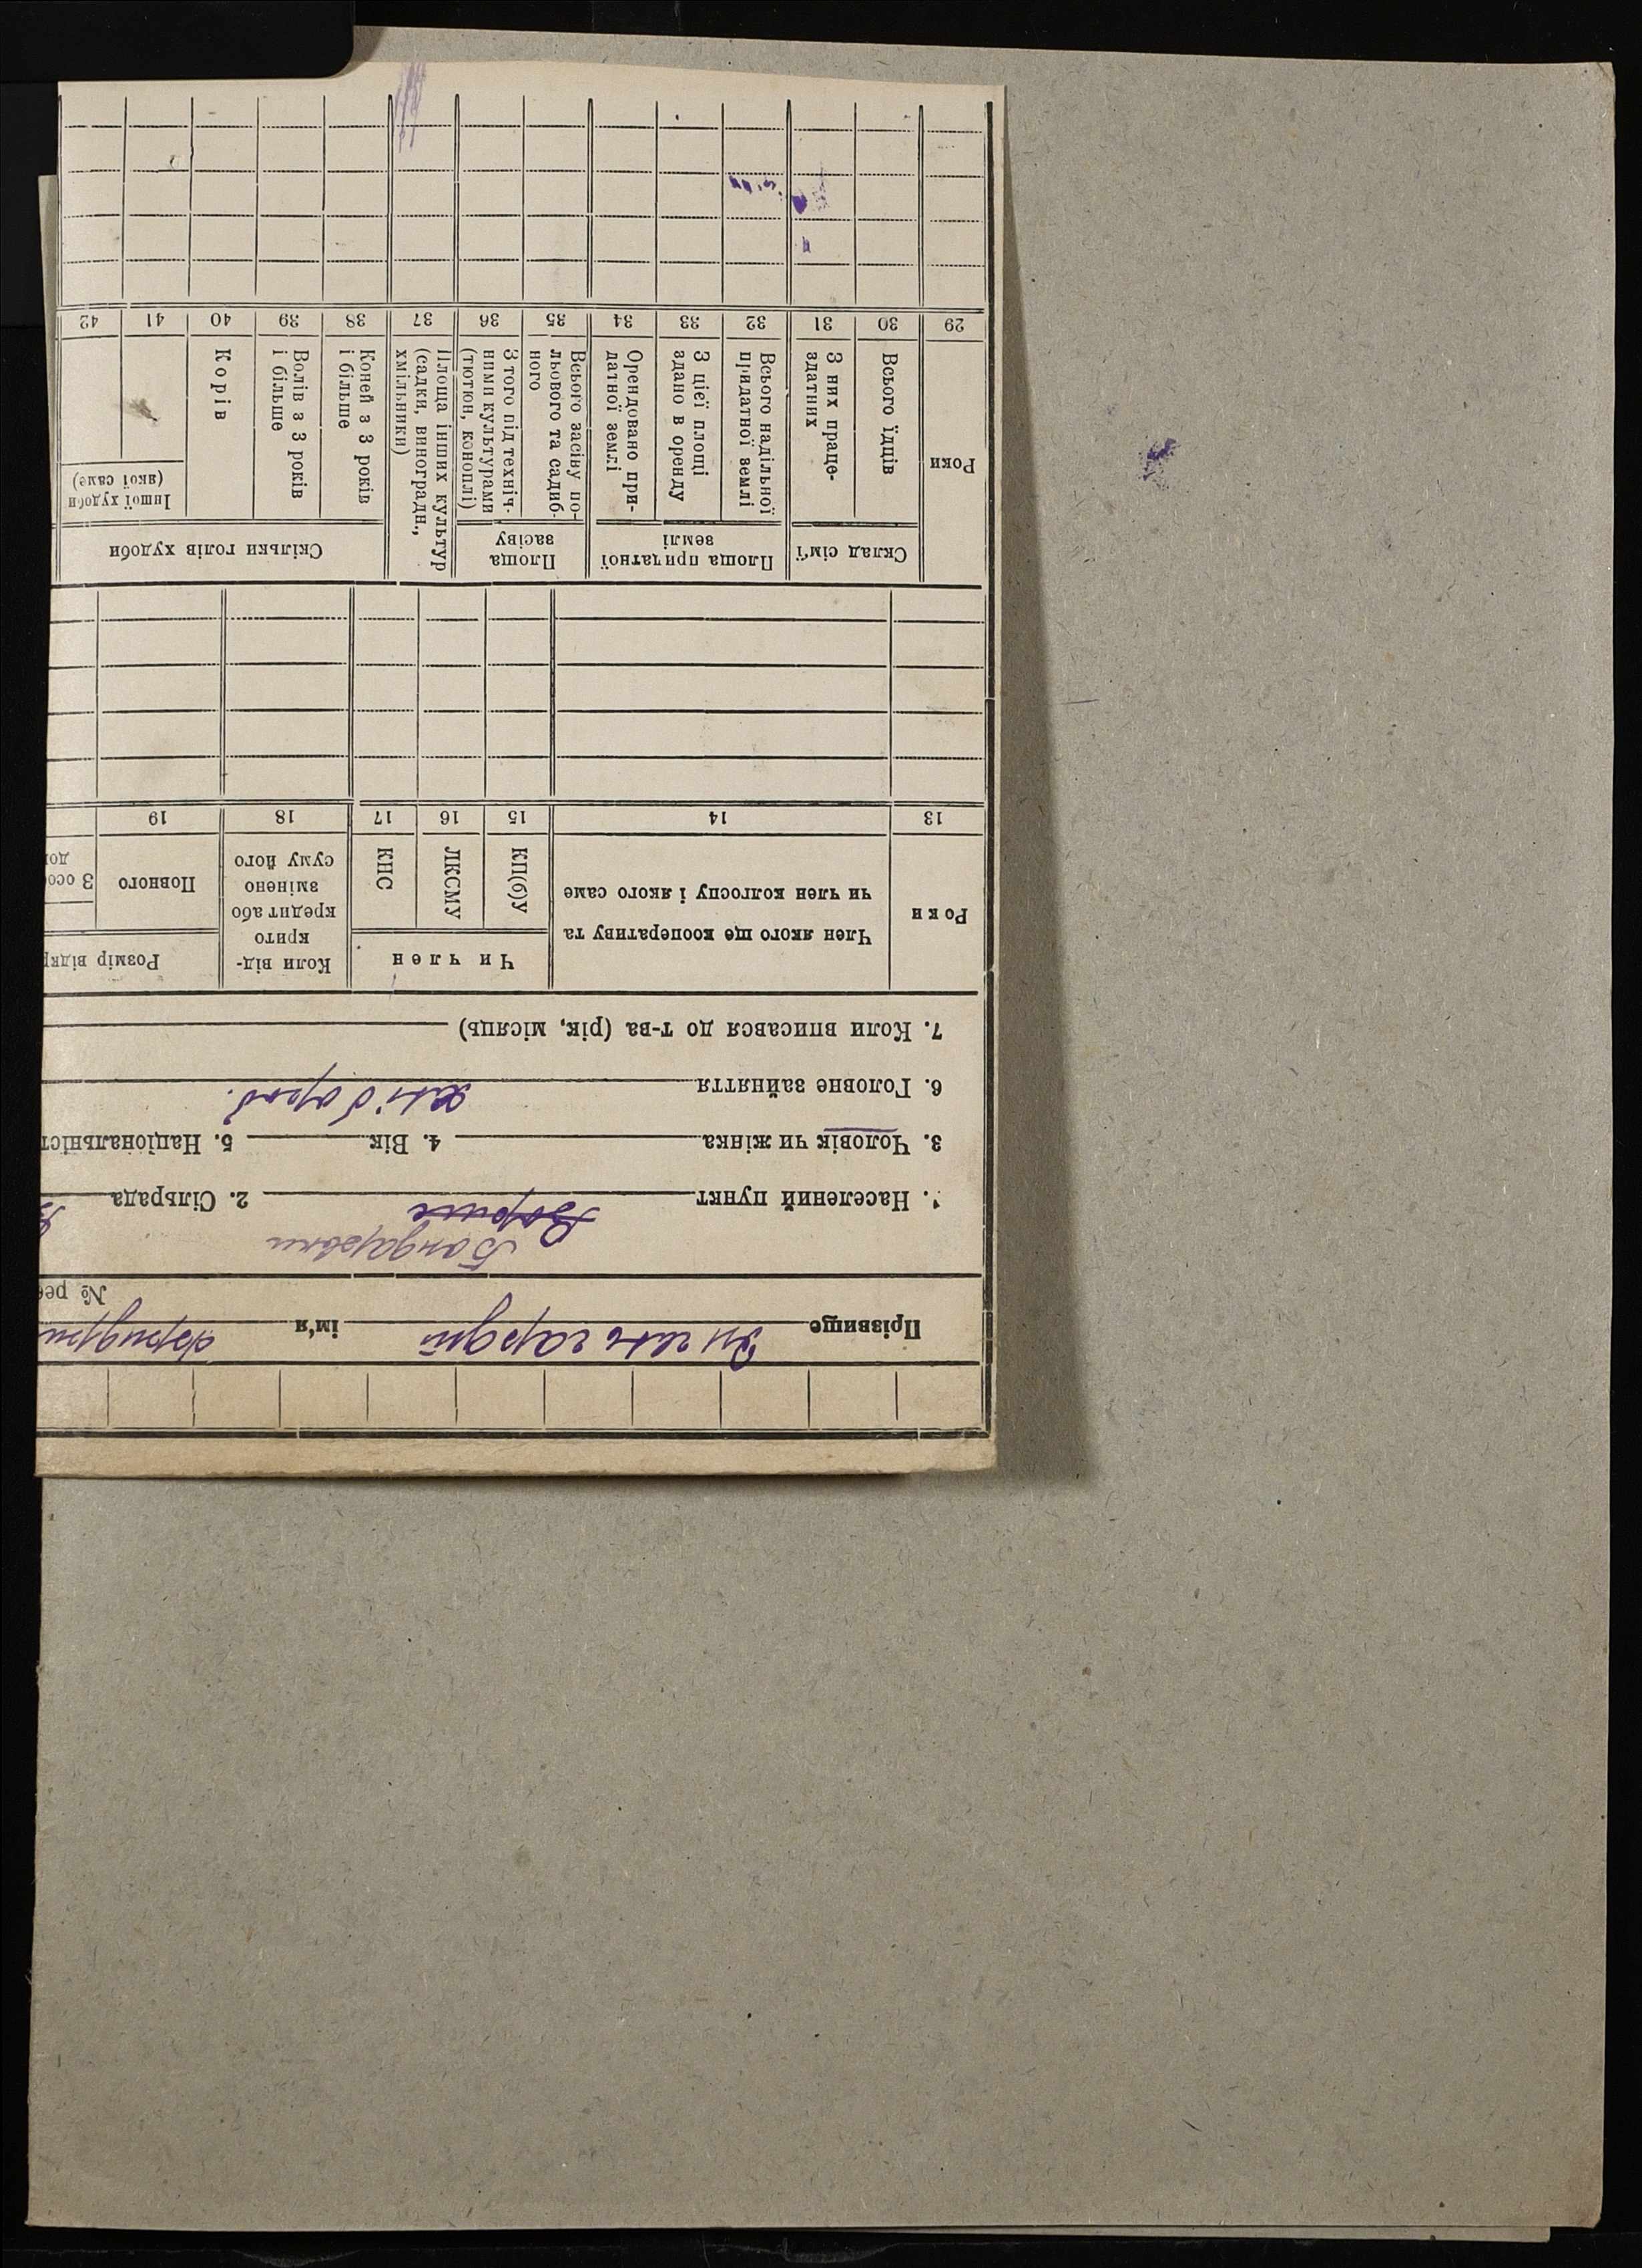 Прізвище ім'я
№ рее
Бандарівки
1. Населений пункт 2. Сільрада
3. Чоловік чи жінка 4. Вік 5. Національніст
6. Головне зайняття хлібороб.
7. Коли вписався до т-ва (рік, місяць)
Роки
Член якого ще кооперативу та
чи член колгоспу і якого саме
Чи член
КП(б)У
ЛКСМУ
КНС
Коли від-
крито
кредит або
змінено
суму його
Розмір відкр
Повного
З осо
13 14 15 16 17 18 19
Роки
Склад сім'ї
Всього їдців
З них праце-
здатних
Площа придатної
землі
Всього надільної
придатної землі
З цієї площі
здано в оренду
Орендовано при-
датної землі
Площа
засіву
Всього засіву по-
льового та садиб-
ного
З того під техніч-
ними культурами
(тютюн, коноплі)
Площа інших культур
(садки, виноградн.,
хмільники)
Скільки голів худоби
Коней з 3 років
і більше
Волів з 3 років
і більше
Корів
Іншої худоби
(якої саме)
29 30 31 32 33 34 35 36 37 38 39 40 41 42